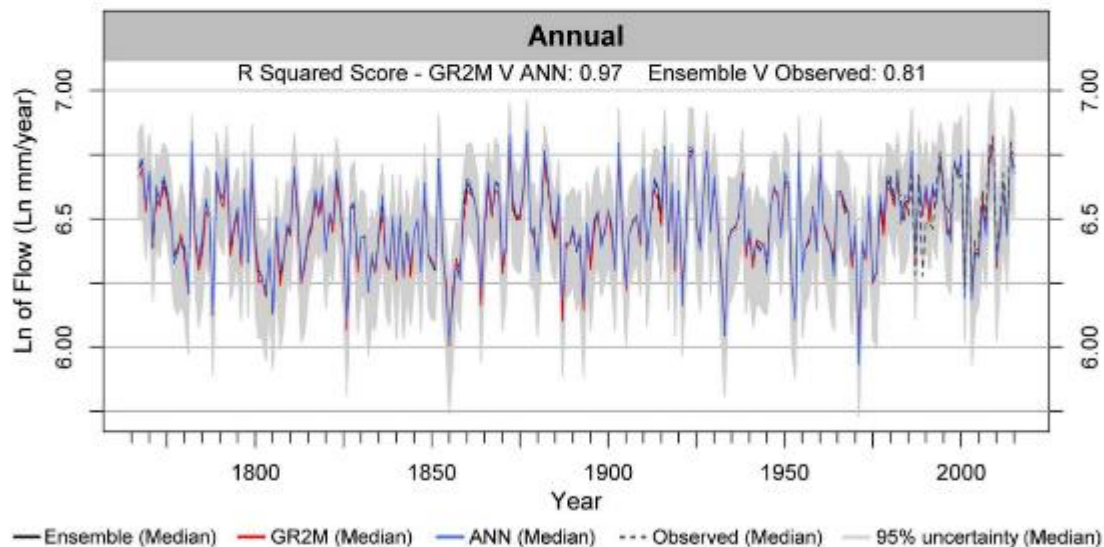 Annual
R Squared Score - GR2M V ANN: 0.97 Ensemble V Observed: 0.81
Ln of Flow (Ln mm/year)
7.00
6.5
6.00
7.00
6.5
6.00
1800 1850 1900 1950 2000
Year
Ensemble (Median) GR2M (Median) ANN (Median) Observed (Median) 95% uncertainty (Median)